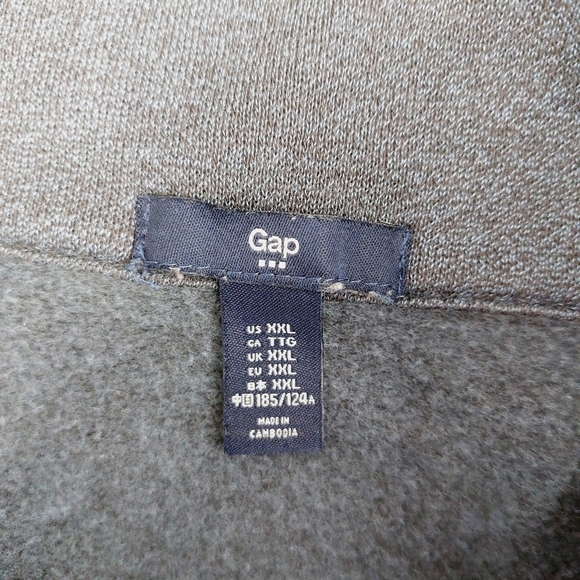 Gap
US XXL
CA TTG
UK XXL
EU XXL
日本 XXL
中国 185/124A
MADE IN
CAMBODIA